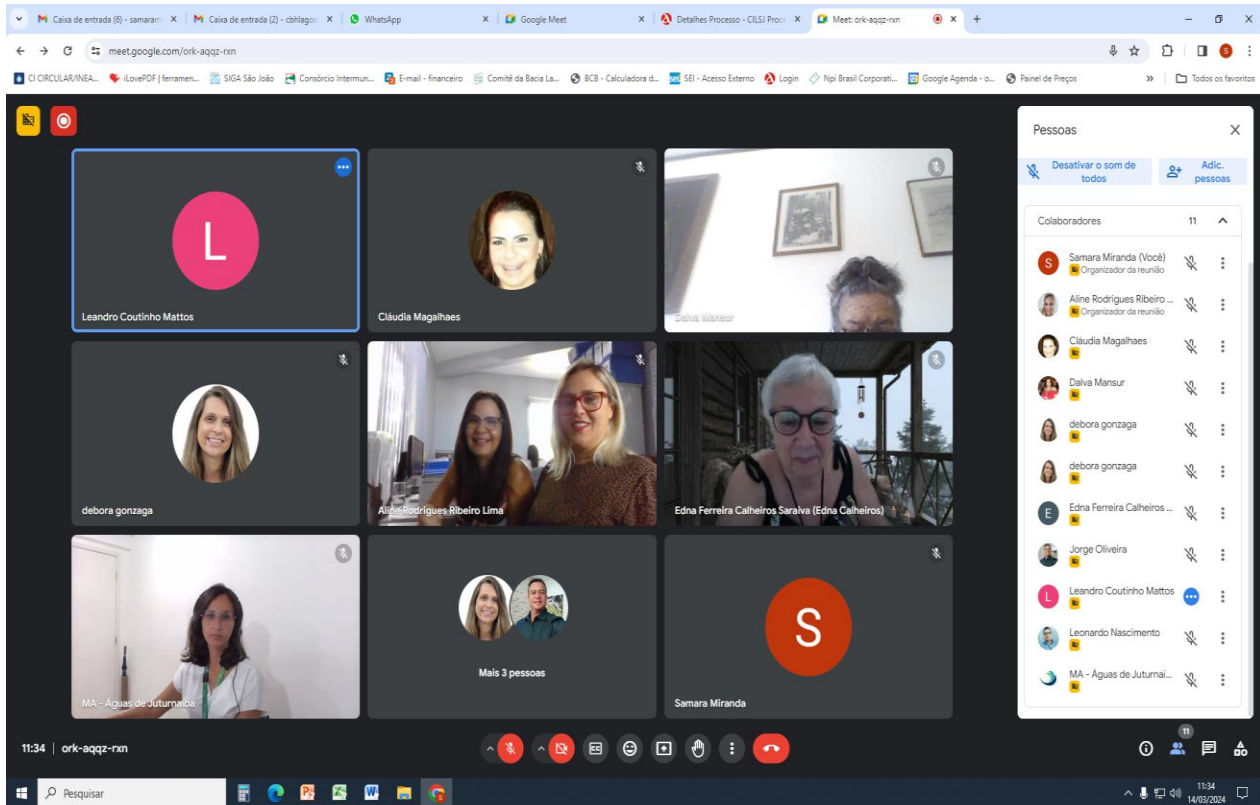 Caixa de entrada (6) - samaram
Caixa de entrada (2) - cbhlagos
WhatsApp
Google Meet
Detalhes Processo - CILSJ Proc
Meet: ork-aqqz-rxn
meet.google.com/ork-aqqz-rxn
CI CIRCULAR/INEA...
iLovePDF | ferramen...
SIGA São João
Consórcio Intermun...
E-mail - financeiro
Comitê da Bacia La...
BCB - Calculadora d...
SEI - Acesso Externo
Login
Npi Brasil Corporati...
Google Agenda - o...
Painel de Preços
»
Todos os favoritos
L
Leandro Coutinho Mattos
Cláudia Magalhaes
Dalva Mansur
debora gonzaga
Aline Rodrigues Ribeiro Lima
Edna Ferreira Calheiros Saraiva (Edna Calheiros)
MA - Águas de Juturnaiba
Mais 3 pessoas
S
Samara Miranda
Pessoas
Desativar o som de
todos
Adic.
pessoas
Colaboradores 11
S
Samara Miranda (Você)
Organizador da reunião
Aline Rodrigues Ribeiro ...
Organizador da reunião
Cláudia Magalhaes
Dalva Mansur
debora gonzaga
debora gonzaga
E
Edna Ferreira Calheiros ...
Jorge Oliveira
L
Leandro Coutinho Mattos
Leonardo Nascimento
MA - Águas de Juturnai...
11:34 | ork-aqqz-rxn
11
Pesquisar
11:34
14/03/2024